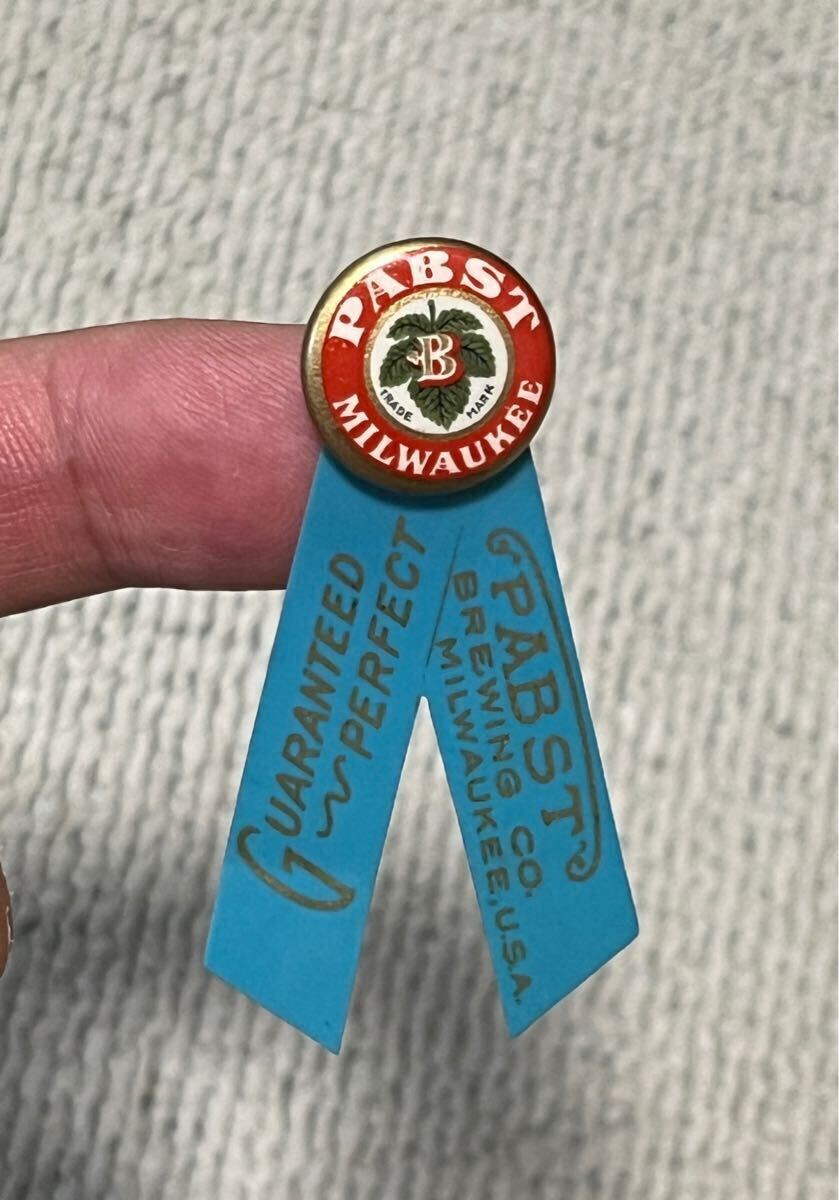 PABST
B
TRADE MARK
MILWAUKEE
GUARANTEED
PERFECT
PABST
BREWING CO.
MILWAUKEE, U.S.A.